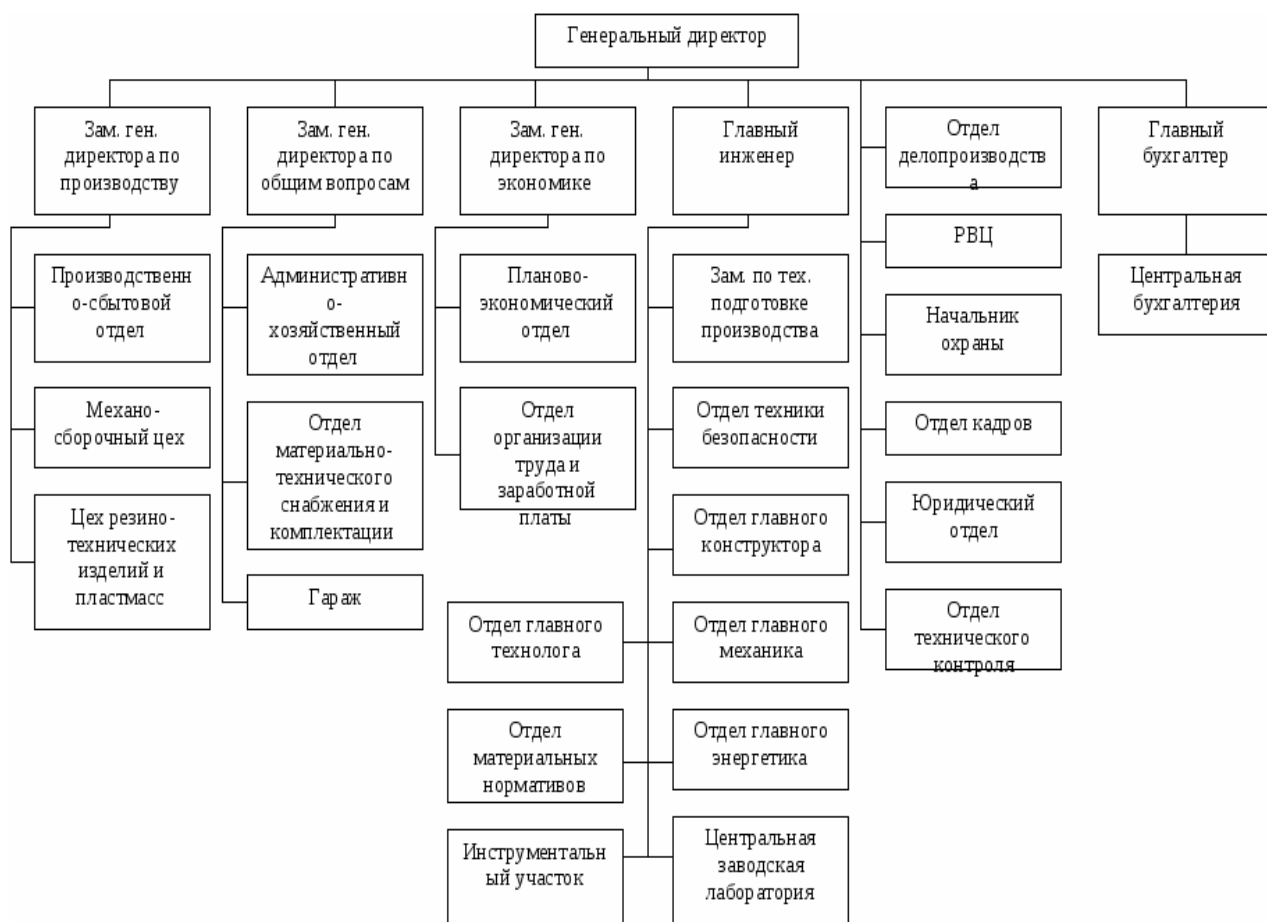 Генеральный директор
Зам. ген.
директора по
производству
Зам. ген.
директора по
общим вопросам
Зам. ген.
директора по
экономике
Главный
инженер
Отдел
делопроизводств
а
Главный
бухгалтер
Производственн
о-сбытовой
отдел
Механо-
сборочный цех
Цех резино-
технических
изделий и
пластмасс
Административн
о-
хозяйственный
отдел
Отдел
материально-
технического
снабжения и
комплектации
Гараж
Планово-
экономический
отдел
Отдел
организации
труда и
заработной
платы
Зам. по тех.
подготовке
производства
Отдел техники
безопасности
Отдел главного
конструктора
Отдел главного
технолога
Отдел главного
механика
Отдел
материальных
нормативов
Отдел главного
энергетика
Инструментальн
ый участок
Центральная
заводская
лаборатория
РВЦ
Начальник
охраны
Отдел кадров
Юридический
отдел
Отдел
технического
контроля
Центральная
бухгалтерия